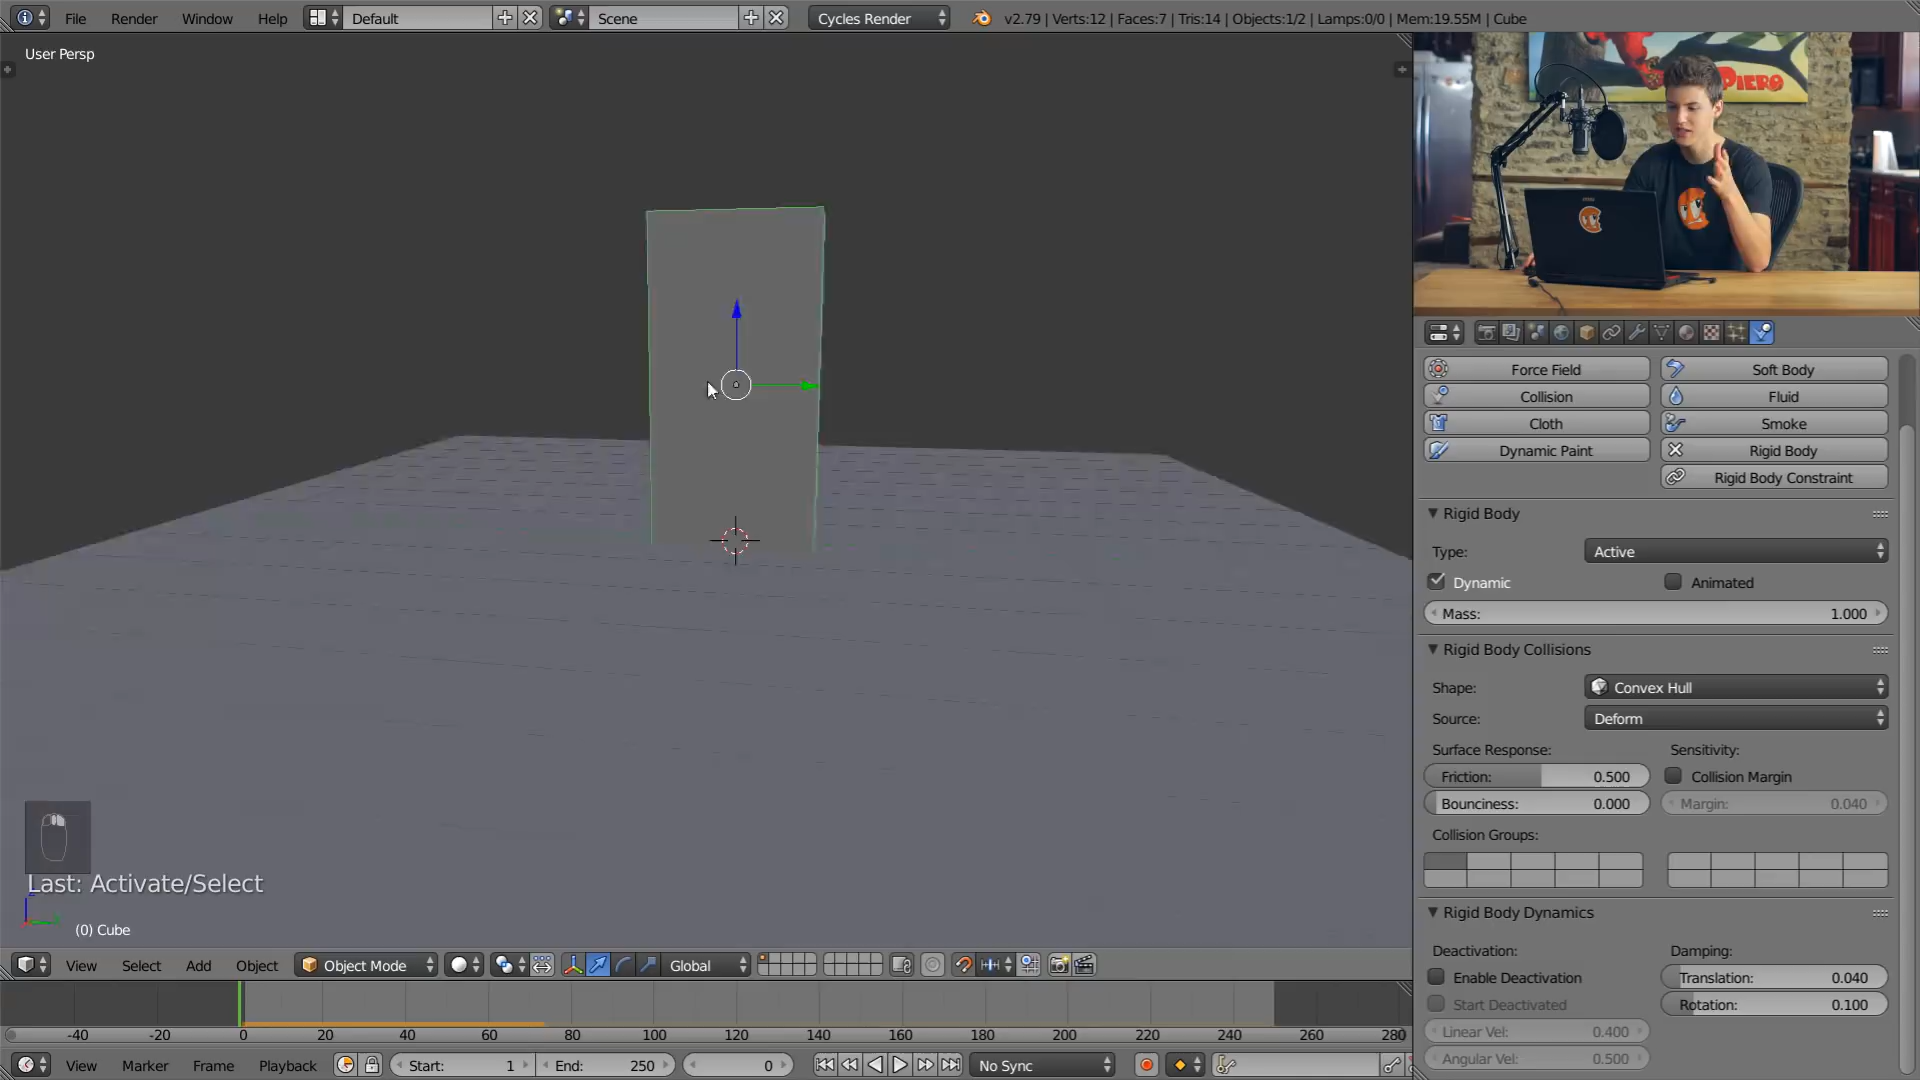 File Render Window Help Default Scene Cycles Render v2.79 | Verts:12 | Faces:7 | Tris:14 | Objects:1/2 | Lamps:0/0 | Mem:19.55M | Cube
User Persp
PIERO
Force Field Soft Body
Collision Fluid
Cloth Smoke
Dynamic Paint Rigid Body
Rigid Body Constraint
Rigid Body
Type: Active
Dynamic Animated
Mass: 1.000
Rigid Body Collisions
Shape: Convex Hull
Source: Deform
Surface Response: Sensitivity:
Friction: 0.500 Collision Margin
Bounciness: 0.000 Margin: 0.040
Collision Groups:
Rigid Body Dynamics
Deactivation: Damping:
Enable Deactivation Translation: 0.040
Start Deactivated Rotation: 0.100
Linear Vel: 0.400
Angular Vel: 0.500
Last: Activate/Select
(0) Cube
View Select Add Object Object Mode Global
-40 -20 0 20 40 60 80 100 120 140 160 180 200 220 240 260 280
View Marker Frame Playback Start: 1 End: 250 0 No Sync